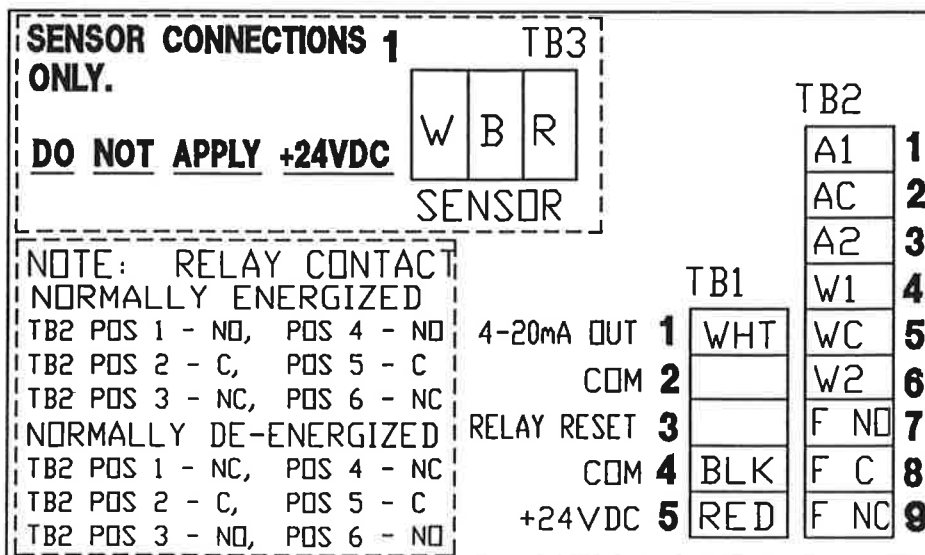 SENSOR CONNECTIONS 1
ONLY.
DO NOT APPLY +24VDC
TB3
W B R
SENSOR
NOTE: RELAY CONTACT
NORMALLY ENERGIZED
TB2 POS 1 - NO, POS 4 - NO
TB2 POS 2 - C, POS 5 - C
TB2 POS 3 - NC, POS 6 - NC
NORMALLY DE-ENERGIZED
TB2 POS 1 - NC, POS 4 - NC
TB2 POS 2 - C, POS 5 - C
TB2 POS 3 - NO, POS 6 - NO
TB1
4-20mA OUT 1 WHT
COM 2
RELAY RESET 3
COM 4 BLK
+24VDC 5 RED
TB2
A1 1
AC 2
A2 3
W1 4
WC 5
W2 6
F NO 7
F C 8
F NC 9